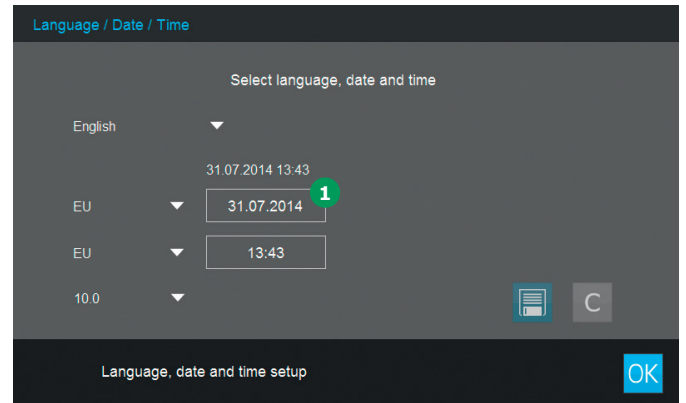 Language / Date / Time
Select language, date and time
English
31.07.2014 13:43
1
EU 31.07.2014
EU 13:43
10.0
C
Language, date and time setup
OK